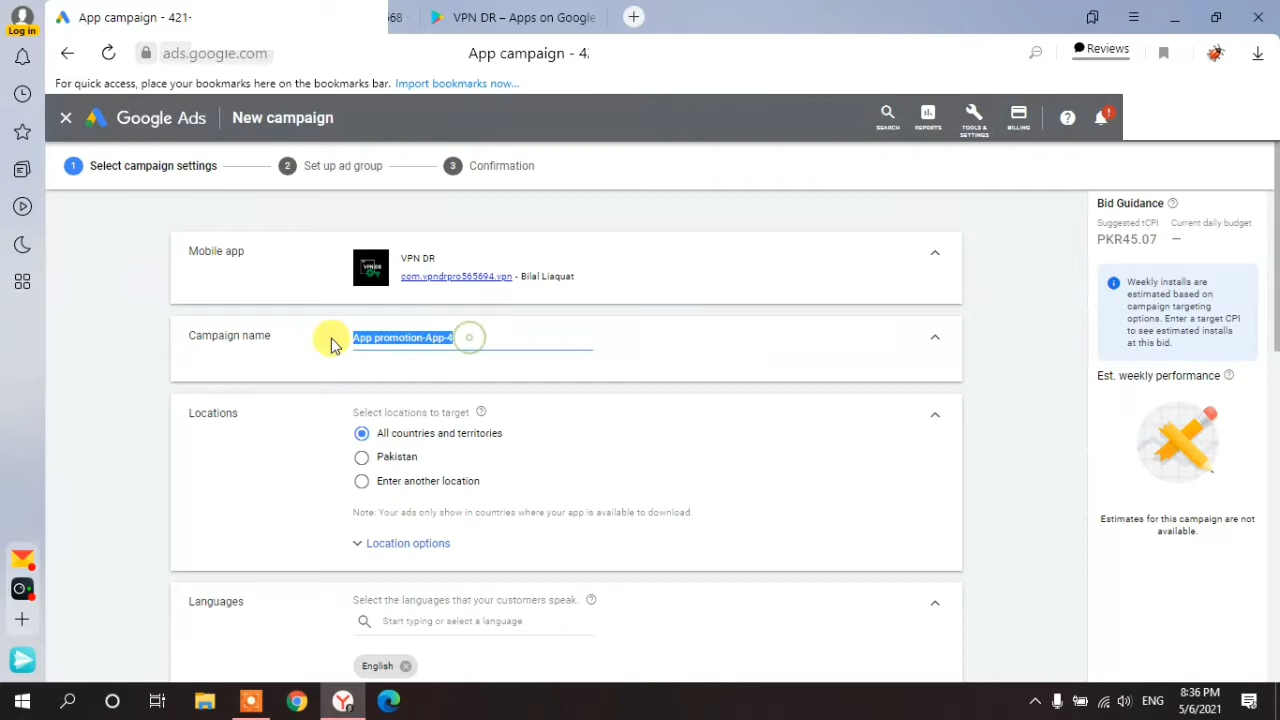 App campaign - 421-
668
VPN DR – Apps on Google
Log in
ads.google.com
App campaign - 4
Reviews
For quick access, place your bookmarks here on the bookmarks bar. Import bookmarks now...
Google Ads
New campaign
SEARCH
REPORTS
TOOLS & SETTINGS
BILLING
1 Select campaign settings
2 Set up ad group
3 Confirmation
Bid Guidance
Suggested tCPI
Current daily budget
PKR45.07
—
Weekly installs are
estimated based on
campaign targeting
options. Enter a target CPI
to see estimated installs
at this bid.
Est. weekly performance
Estimates for this campaign are not
available.
Mobile app
VPN DR
com.vpndrpro565694.vpn - Bilal Liaquat
Campaign name
App promotion-App-4
Locations
Select locations to target
All countries and territories
Pakistan
Enter another location
Note: Your ads only show in countries where your app is available to download.
Location options
Languages
Select the languages that your customers speak.
Start typing or select a language
English
ENG
8:36 PM
5/6/2021